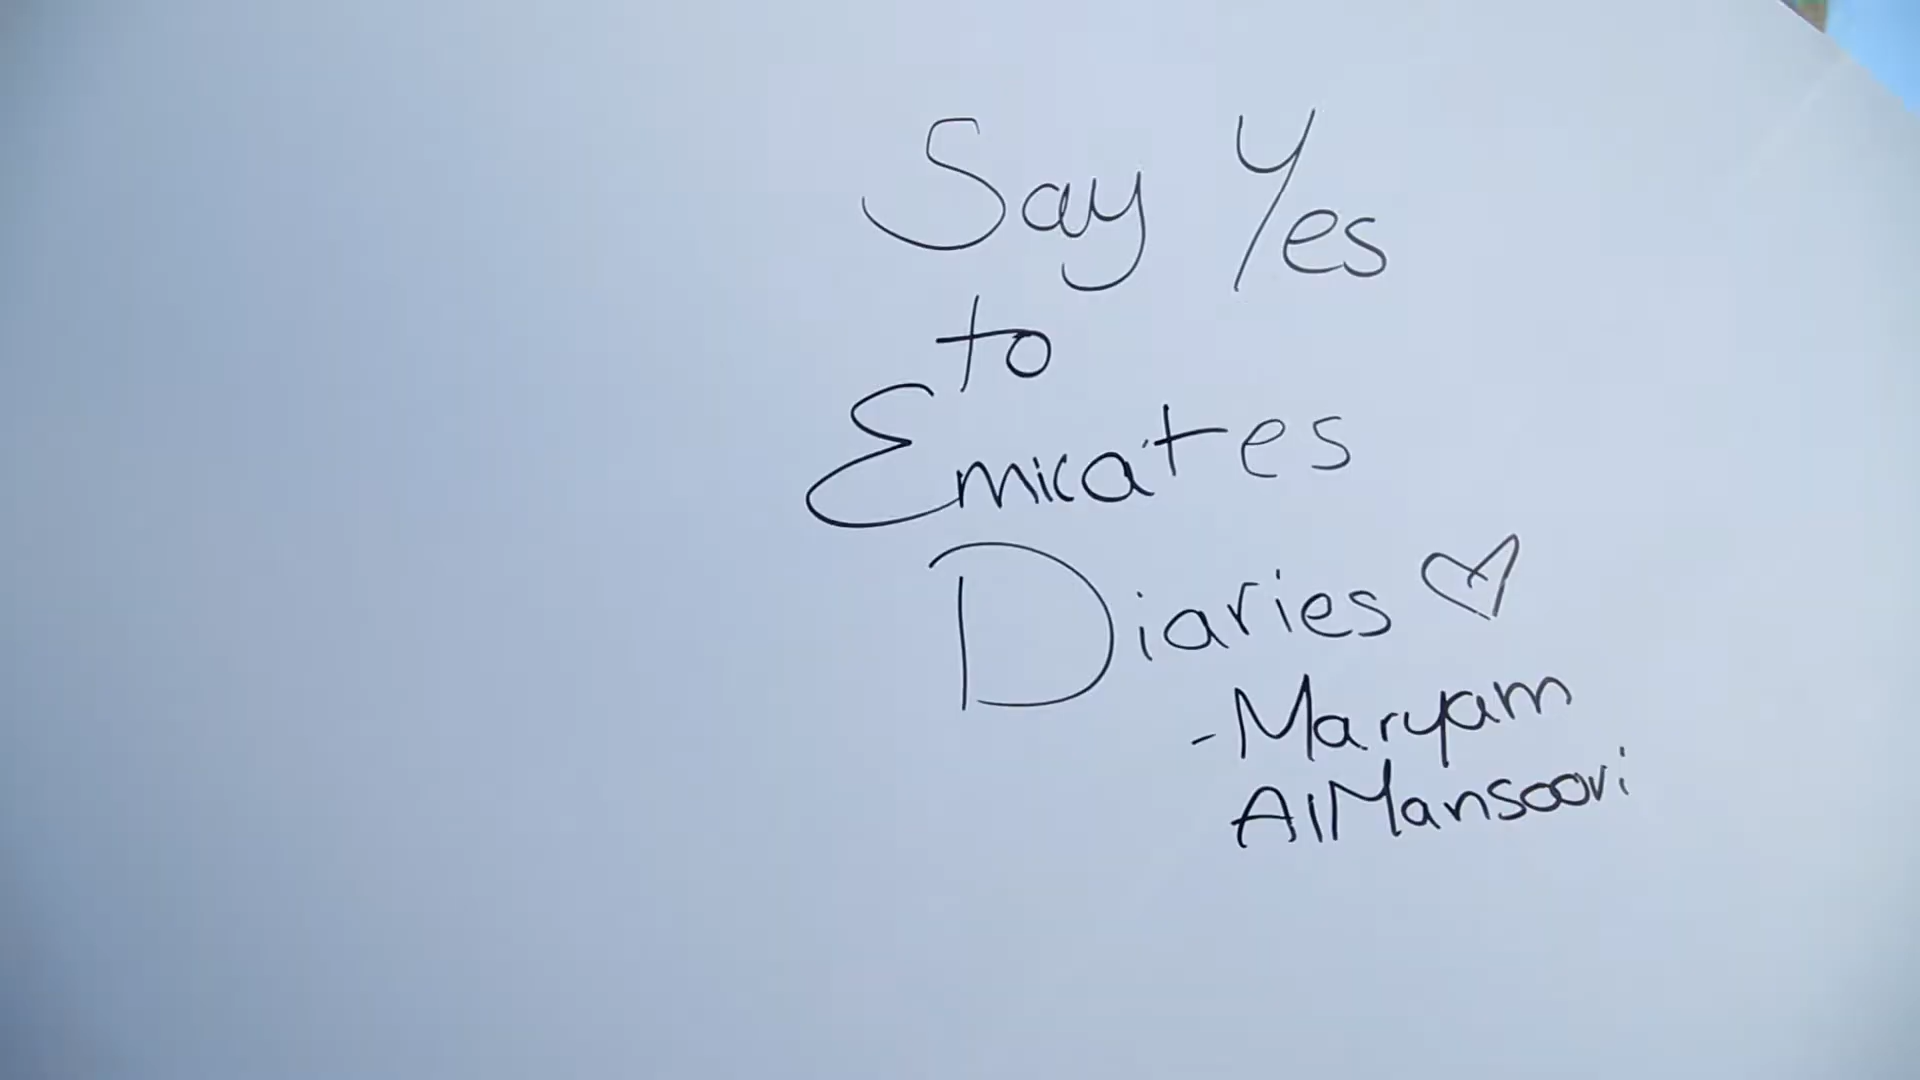 Say Yes
to
Emirates
Diaries ♡
-Maryam
AlMansoori